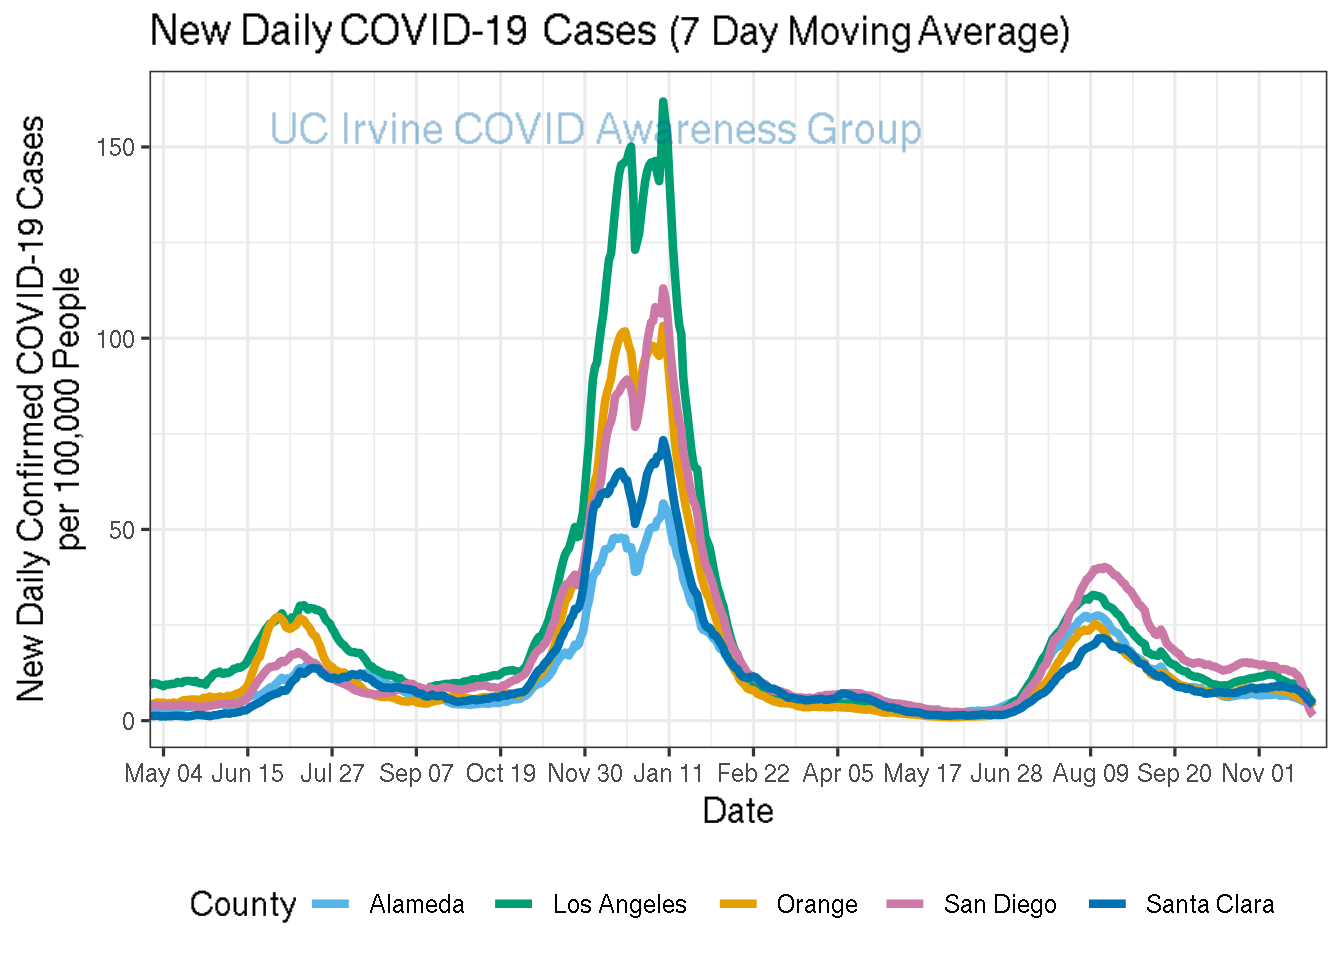 New Daily COVID-19 Cases (7 Day Moving Average)
UC Irvine COVID Awareness Group
New Daily Confirmed COVID-19 Cases
per 100,000 People
150
100
50
0
May 04 Jun 15 Jul 27 Sep 07 Oct 19 Nov 30 Jan 11 Feb 22 Apr 05 May 17 Jun 28 Aug 09 Sep 20 Nov 01
Date
County Alameda Los Angeles Orange San Diego Santa Clara